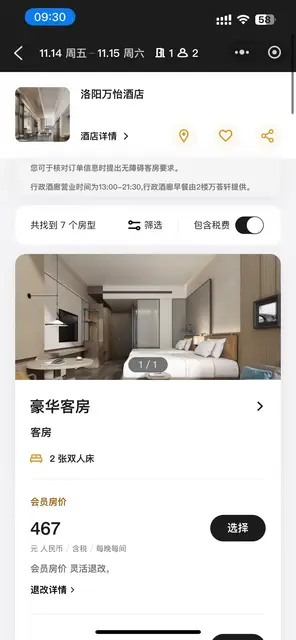 09:30
58
11.14 周五 – 11.15 周六 1 2
洛阳万怡酒店
酒店详情
您可于核对订单信息时提出无障碍客房要求。
行政酒廊营业时间为13:00~21:30,行政酒廊早餐由2楼万荟轩提供。
共找到 7 个房型 筛选 包含税费
1 / 1
豪华客房
客房
2 张双人床
会员房价
467
选择
元 人民币 / 含税 / 每晚每间
会员房价 灵活退改,
退改详情